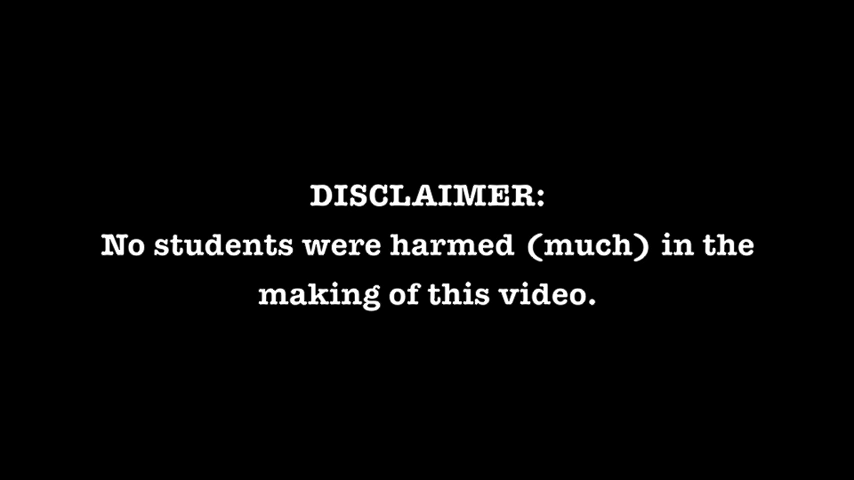 DISCLAIMER:
No students were harmed (much) in the
making of this video.